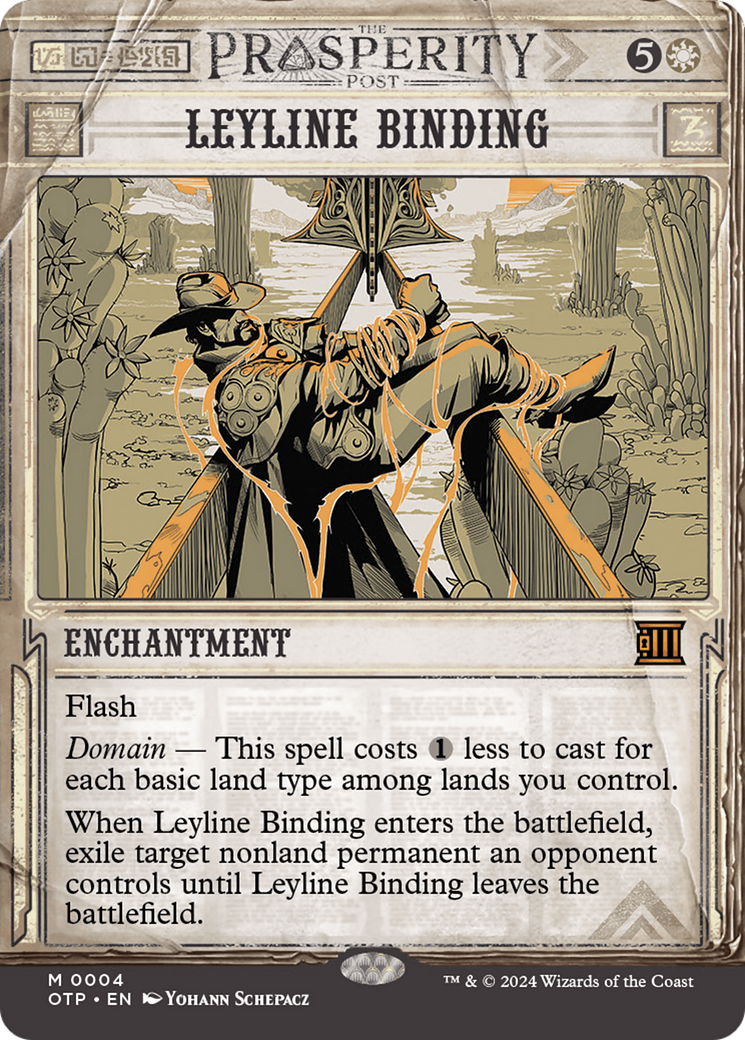 THE
PROSPERITY
POST
5
LEYLINE BINDING
ENCHANTMENT
Flash
Domain — This spell costs 1 less to cast for
each basic land type among lands you control.
When Leyline Binding enters the battlefield,
exile target nonland permanent an opponent
controls until Leyline Binding leaves the
battlefield.
M 0004
OTP • EN YOHANN SCHEPACZ
™ & © 2024 Wizards of the Coast